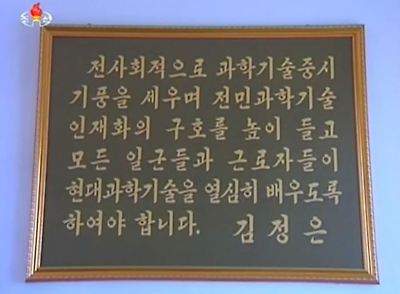 전사회적으로 과학기술중시
기풍을 세우며 전민과학기술
인재화의 구호를 높이 들고
모든 일군들과 근로자들이
현대과학기술을 열심히 배우도록
하여야 합니다. 김정은